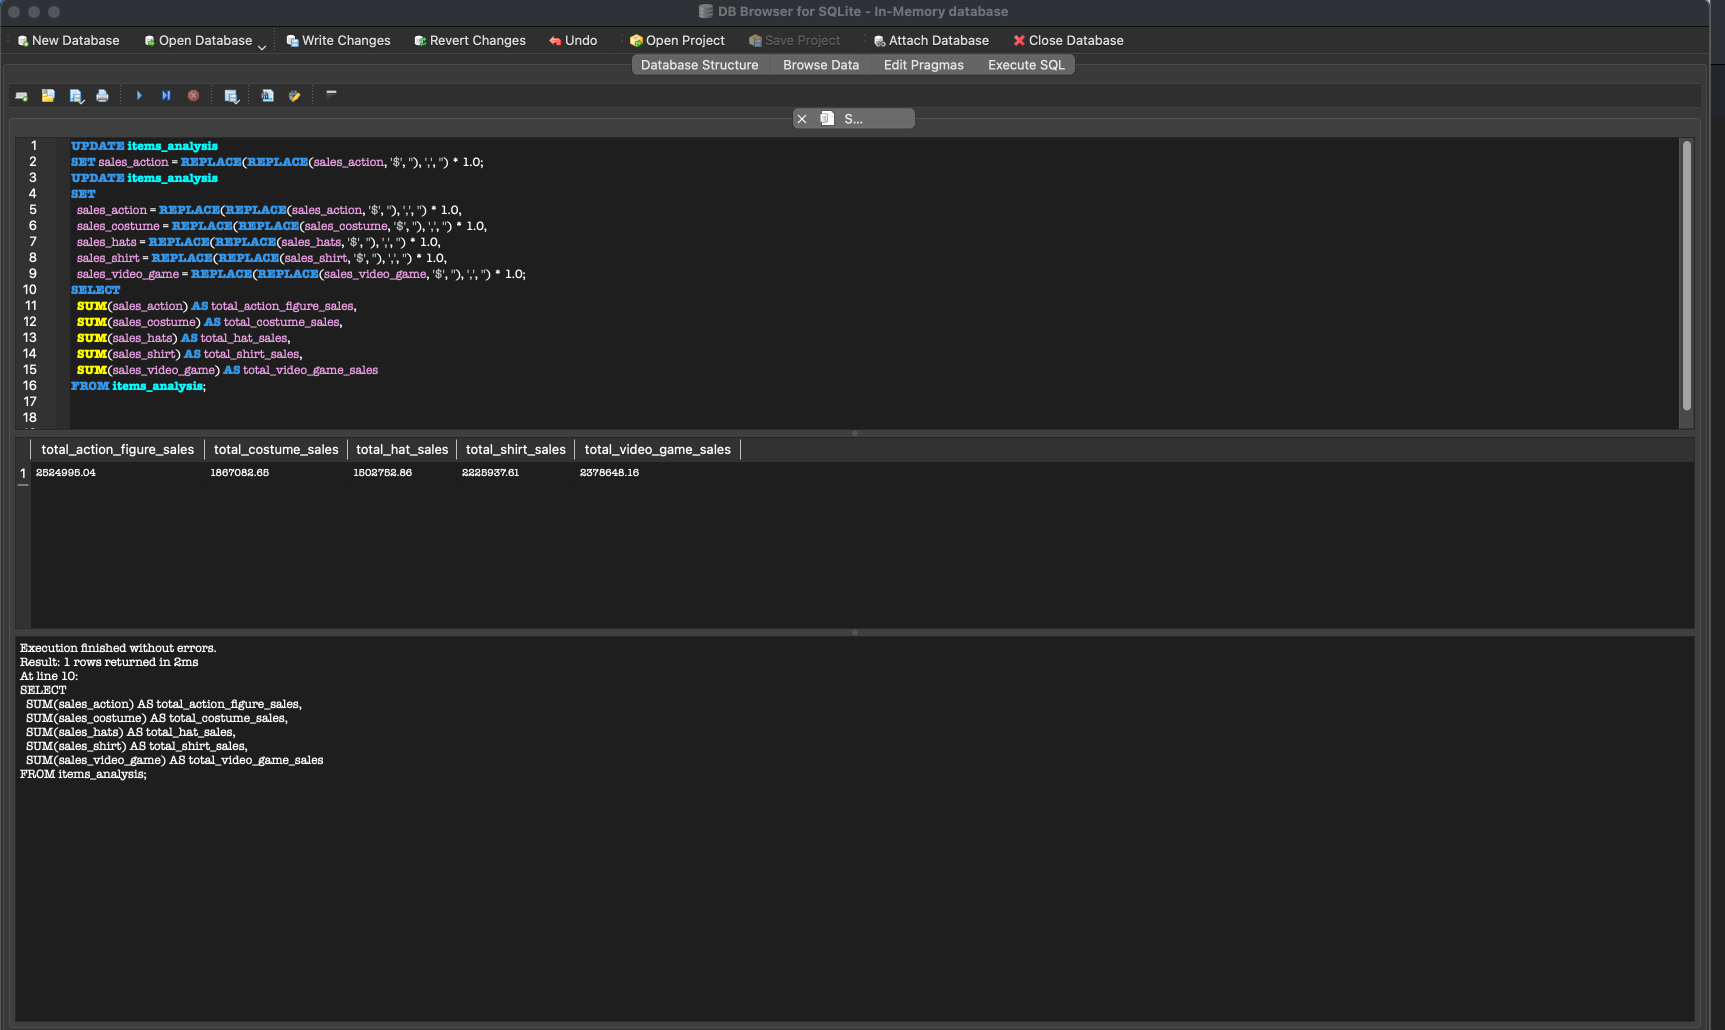 DB Browser for SQLite - In-Memory database
New Database Open Database Write Changes Revert Changes Undo Open Project Save Project Attach Database Close Database
Database Structure Browse Data Edit Pragmas Execute SQL
S...
1 UPDATE items_analysis
2 SET sales_action = REPLACE(REPLACE(sales_action, '$', ''), ',', '') * 1.0;
3 UPDATE items_analysis
4 SET
5 sales_action = REPLACE(REPLACE(sales_action, '$', ''), ',', '') * 1.0,
6 sales_costume = REPLACE(REPLACE(sales_costume, '$', ''), ',', '') * 1.0,
7 sales_hats = REPLACE(REPLACE(sales_hats, '$', ''), ',', '') * 1.0,
8 sales_shirt = REPLACE(REPLACE(sales_shirt, '$', ''), ',', '') * 1.0,
9 sales_video_game = REPLACE(REPLACE(sales_video_game, '$', ''), ',', '') * 1.0;
10 SELECT
11 SUM(sales_action) AS total_action_figure_sales,
12 SUM(sales_costume) AS total_costume_sales,
13 SUM(sales_hats) AS total_hat_sales,
14 SUM(sales_shirt) AS total_shirt_sales,
15 SUM(sales_video_game) AS total_video_game_sales
16 FROM items_analysis;
17
18
total_action_figure_sales total_costume_sales total_hat_sales total_shirt_sales total_video_game_sales
1 2524995.04 1867082.65 1502752.86 2225937.61 2378648.16
Execution finished without errors.
Result: 1 rows returned in 2ms
At line 10:
SELECT
SUM(sales_action) AS total_action_figure_sales,
SUM(sales_costume) AS total_costume_sales,
SUM(sales_hats) AS total_hat_sales,
SUM(sales_shirt) AS total_shirt_sales,
SUM(sales_video_game) AS total_video_game_sales
FROM items_analysis;